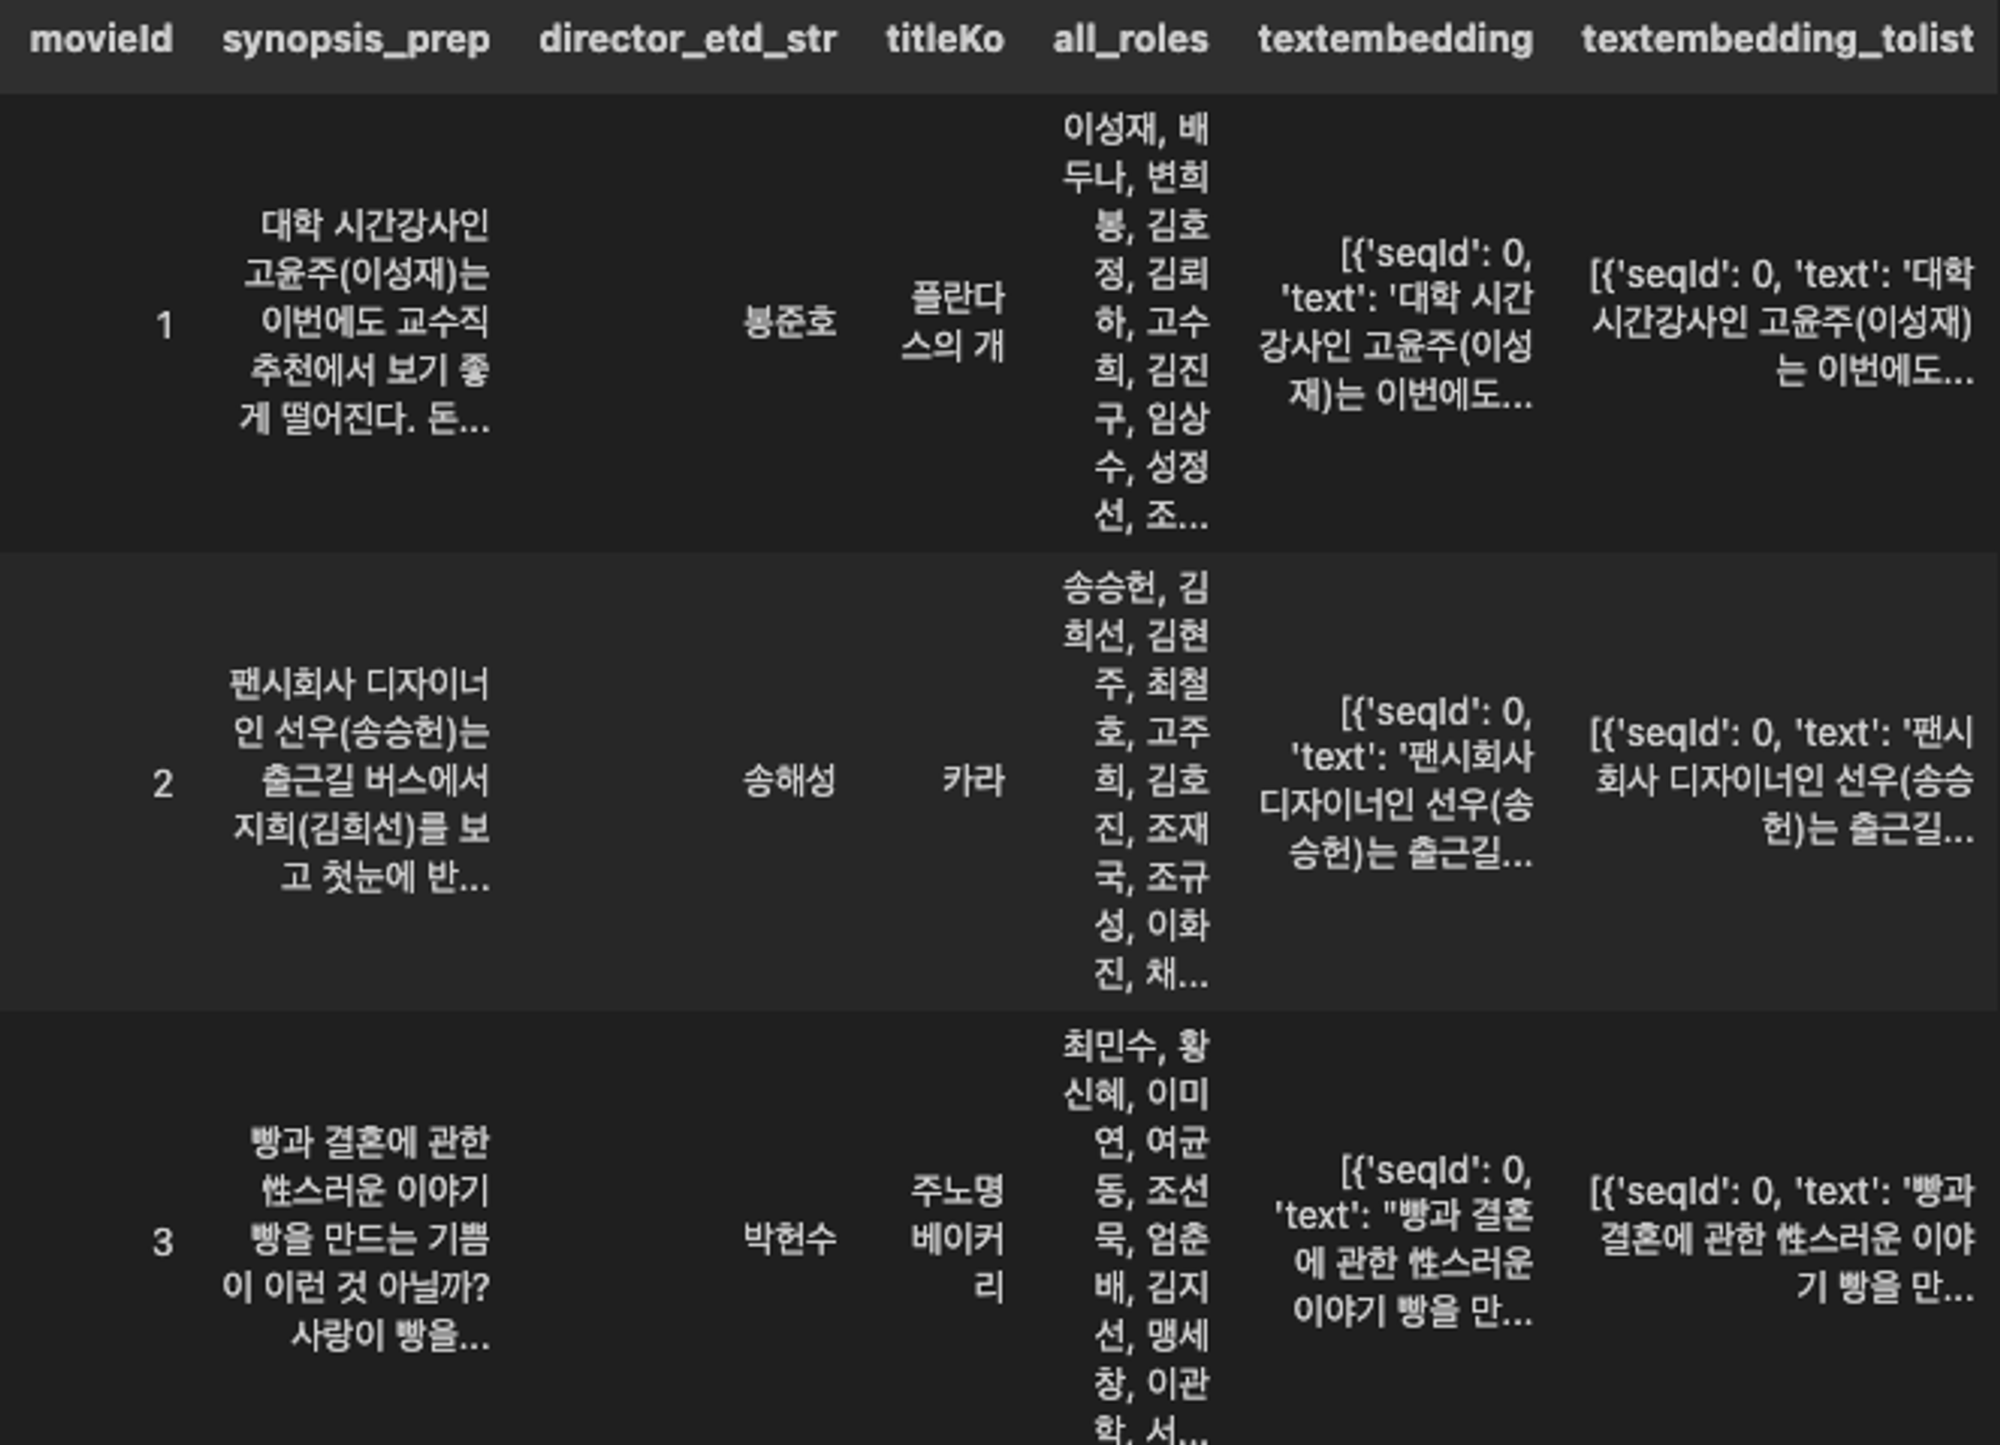 movieId synopsis_prep director_etd_str titleKo all_roles textembedding textembedding_tolist
1
대학 시간강사인
고윤주(이성재)는
이번에도 교수직
추천에서 보기 좋
게 떨어진다. 돈...
봉준호
플란다
스의 개
이성재, 배
두나, 변희
봉, 김호
정, 김뢰
하, 고수
희, 김진
구, 임상
수, 성정
선, 조...
[{'seqId': 0,
'text': '대학 시간
강사인 고윤주(이성
재)는 이번에도...
[{'seqId': 0, 'text': '대학
시간강사인 고윤주(이성재)
는 이번에도...
2
팬시회사 디자이너
인 선우(송승헌)는
출근길 버스에서
지희(김희선)를 보
고 첫눈에 반...
송해성
카라
송승헌, 김
희선, 김현
주, 최철
호, 고주
희, 김호
진, 조재
국, 조규
성, 이화
진, 채...
[{'seqId': 0,
'text': '팬시회사
디자이너인 선우(송
승헌)는 출근길...
[{'seqId': 0, 'text': '팬시
회사 디자이너인 선우(송승
헌)는 출근길...
3
빵과 결혼에 관한
性스러운 이야기
빵을 만드는 기쁨
이 이런 것 아닐까?
사랑이 빵을...
박헌수
주노명
베이커
리
최민수, 황
신혜, 이미
연, 여균
동, 조선
묵, 엄춘
배, 김지
선, 맹세
창, 이관
학, 서...
[{'seqId': 0,
'text': "빵과 결혼
에 관한 性스러운
이야기 빵을 만...
[{'seqId': 0, 'text': '빵과
결혼에 관한 性스러운 이야
기 빵을 만...